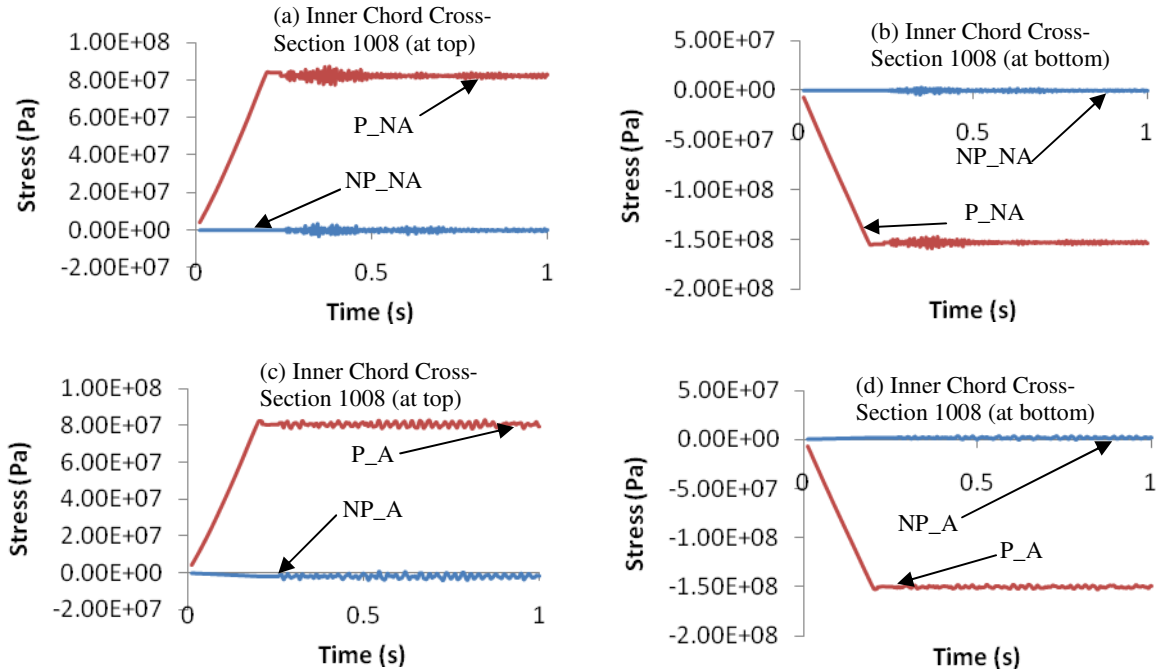 (a) Inner Chord Cross-
Section 1008 (at top)
1.00E+08
8.00E+07
6.00E+07
4.00E+07
2.00E+07
0.00E+00
-2.00E+07
Stress (Pa)
P_NA
NP_NA
0
0.5
1
Time (s)
(b) Inner Chord Cross-
Section 1008 (at bottom)
5.00E+07
0.00E+00
-5.00E+07
-1.00E+08
-1.50E+08
-2.00E+08
Stress (Pa)
0
0.5
1
NP_NA
P_NA
Time (s)
(c) Inner Chord Cross-
Section 1008 (at top)
1.00E+08
8.00E+07
6.00E+07
4.00E+07
2.00E+07
0.00E+00
-2.00E+07
Stress (Pa)
P_A
NP_A
0
0.5
1
Time (s)
(d) Inner Chord Cross-
Section 1008 (at bottom)
5.00E+07
0.00E+00
-5.00E+07
-1.00E+08
-1.50E+08
-2.00E+08
Stress (Pa)
0
0.5
1
NP_A
P_A
Time (s)